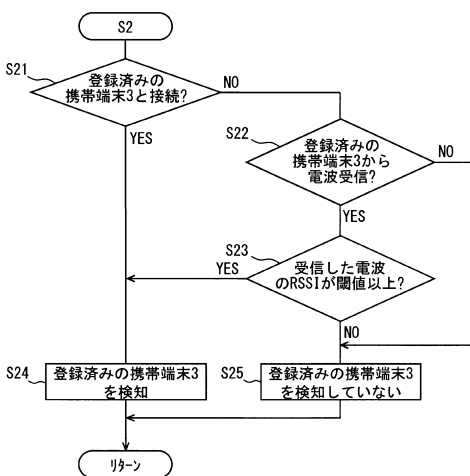 S2
S21
登録済みの
携帯端末3と接続?
NO
YES
S22
登録済みの
携帯端末3から
電波受信?
NO
YES
S23
受信した電波
のRSSIが閾値以上?
YES
NO
S24
登録済みの携帯端末3
を検知
S25
登録済みの携帯端末3
を検知していない
リターン